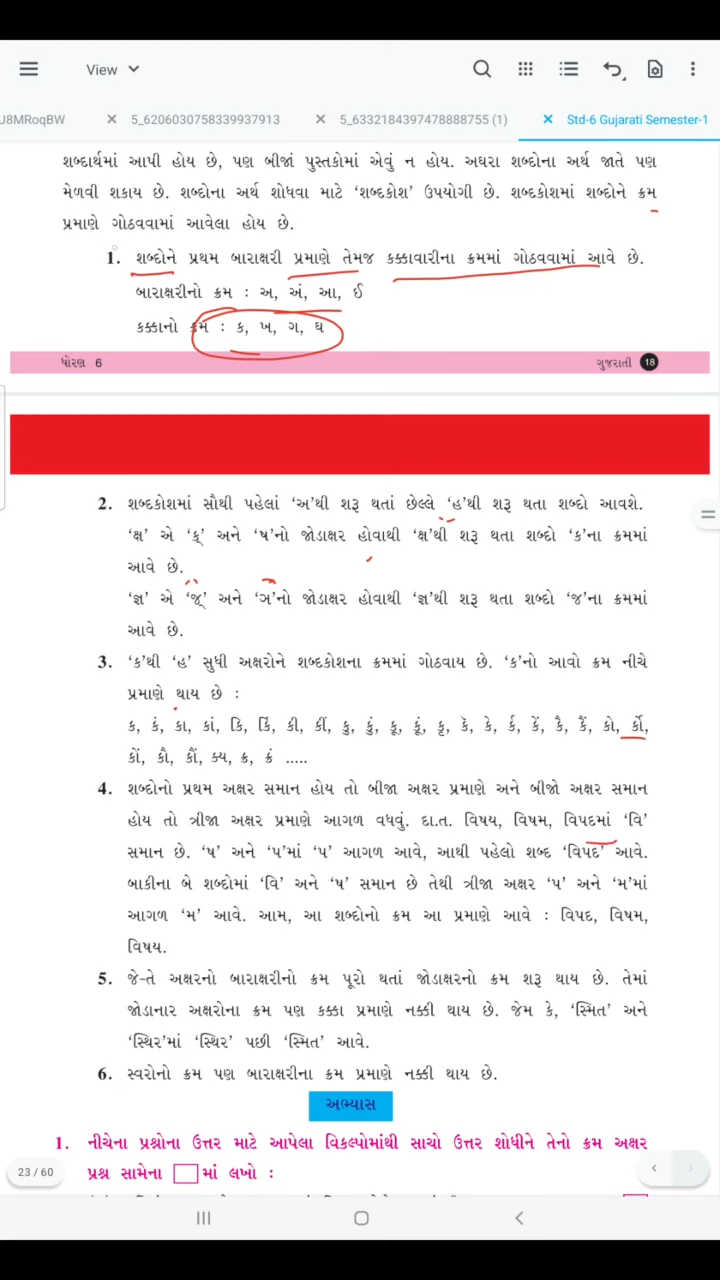 View
J8MRoqBW
5_6206030758339937913
5_6332184397478888755 (1)
Std-6 Gujarati Semester-1
શબ્દાર્થમાં આપી હોય છે, પણ બીજાં પુસ્તકોમાં એવું ન હોય. અઘરા શબ્દોના અર્થ જાતે પણ
મેળવી શકાય છે. શબ્દોના અર્થ શોધવા માટે ‘શબ્દકોશ’ ઉપયોગી છે. શબ્દકોશમાં શબ્દોને ક્રમ
પ્રમાણે ગોઠવવામાં આવેલા હોય છે.
1. શબ્દોને પ્રથમ બારાક્ષરી પ્રમાણે તેમજ કક્કાવારીના ક્રમમાં ગોઠવવામાં આવે છે.
બારાક્ષરીનો ક્રમ : અ, અં, આ, ઈ
કક્કાનો ક્રમ : ક, ખ, ગ, ઘ
ધોરણ 6
ગુજરાતી 18
2. શબ્દકોશમાં સૌથી પહેલાં ‘અ’થી શરૂ થતાં છેલ્લે ‘હ’થી શરૂ થતા શબ્દો આવશે.
‘ક્ષ’ એ ‘ક્’ અને ‘ષ’નો જોડાક્ષર હોવાથી ‘ક્ષ’થી શરૂ થતા શબ્દો ‘ક’ના ક્રમમાં
આવે છે.
‘જ્ઞ’ એ ‘જ્’ અને ‘ઞ’નો જોડાક્ષર હોવાથી ‘જ્ઞ’થી શરૂ થતા શબ્દો ‘જ’ના ક્રમમાં
આવે છે.
3. ‘ક’થી ‘હ’ સુધી અક્ષરોને શબ્દકોશના ક્રમમાં ગોઠવાય છે. ‘ક’નો આવો ક્રમ નીચે
પ્રમાણે થાય છે :
ક, કં, કા, કાં, કિ, કિં, કી, કીં, કુ, કું, કૂ, કૂં, કૃ, કૅ, કે, ર્ક, કેં, કૈ, કૈં, કો, ર્કો,
કોં, કૌ, કૌં, ક્ય, ક્ર, ક્રં .....
4. શબ્દોનો પ્રથમ અક્ષર સમાન હોય તો બીજા અક્ષર પ્રમાણે અને બીજો અક્ષર સમાન
હોય તો ત્રીજા અક્ષર પ્રમાણે આગળ વધવું. દા.ત. વિષય, વિષમ, વિપદમાં ‘વિ’
સમાન છે. ‘ષ’ અને ‘પ’માં ‘પ’ આગળ આવે, આથી પહેલો શબ્દ ‘વિપદ’ આવે.
બાકીના બે શબ્દોમાં ‘વિ’ અને ‘ષ’ સમાન છે તેથી ત્રીજા અક્ષર ‘પ’ અને ‘મ’માં
આગળ ‘મ’ આવે. આમ, આ શબ્દોનો ક્રમ આ પ્રમાણે આવે : વિપદ, વિષમ,
વિષય.
5. જે-તે અક્ષરનો બારાક્ષરીનો ક્રમ પૂરો થતાં જોડાક્ષરનો ક્રમ શરૂ થાય છે. તેમાં
જોડાનાર અક્ષરોના ક્રમ પણ કક્કા પ્રમાણે નક્કી થાય છે. જેમ કે, ‘સ્મિત’ અને
‘સ્થિર’માં ‘સ્થિર’ પછી ‘સ્મિત’ આવે.
6. સ્વરોનો ક્રમ પણ બારાક્ષરીના ક્રમ પ્રમાણે નક્કી થાય છે.
અભ્યાસ
1. નીચેના પ્રશ્નોના ઉત્તર માટે આપેલા વિકલ્પોમાંથી સાચો ઉત્તર શોધીને તેનો ક્રમ અક્ષર
પ્રશ્ન સામેના માં લખો :
23 / 60